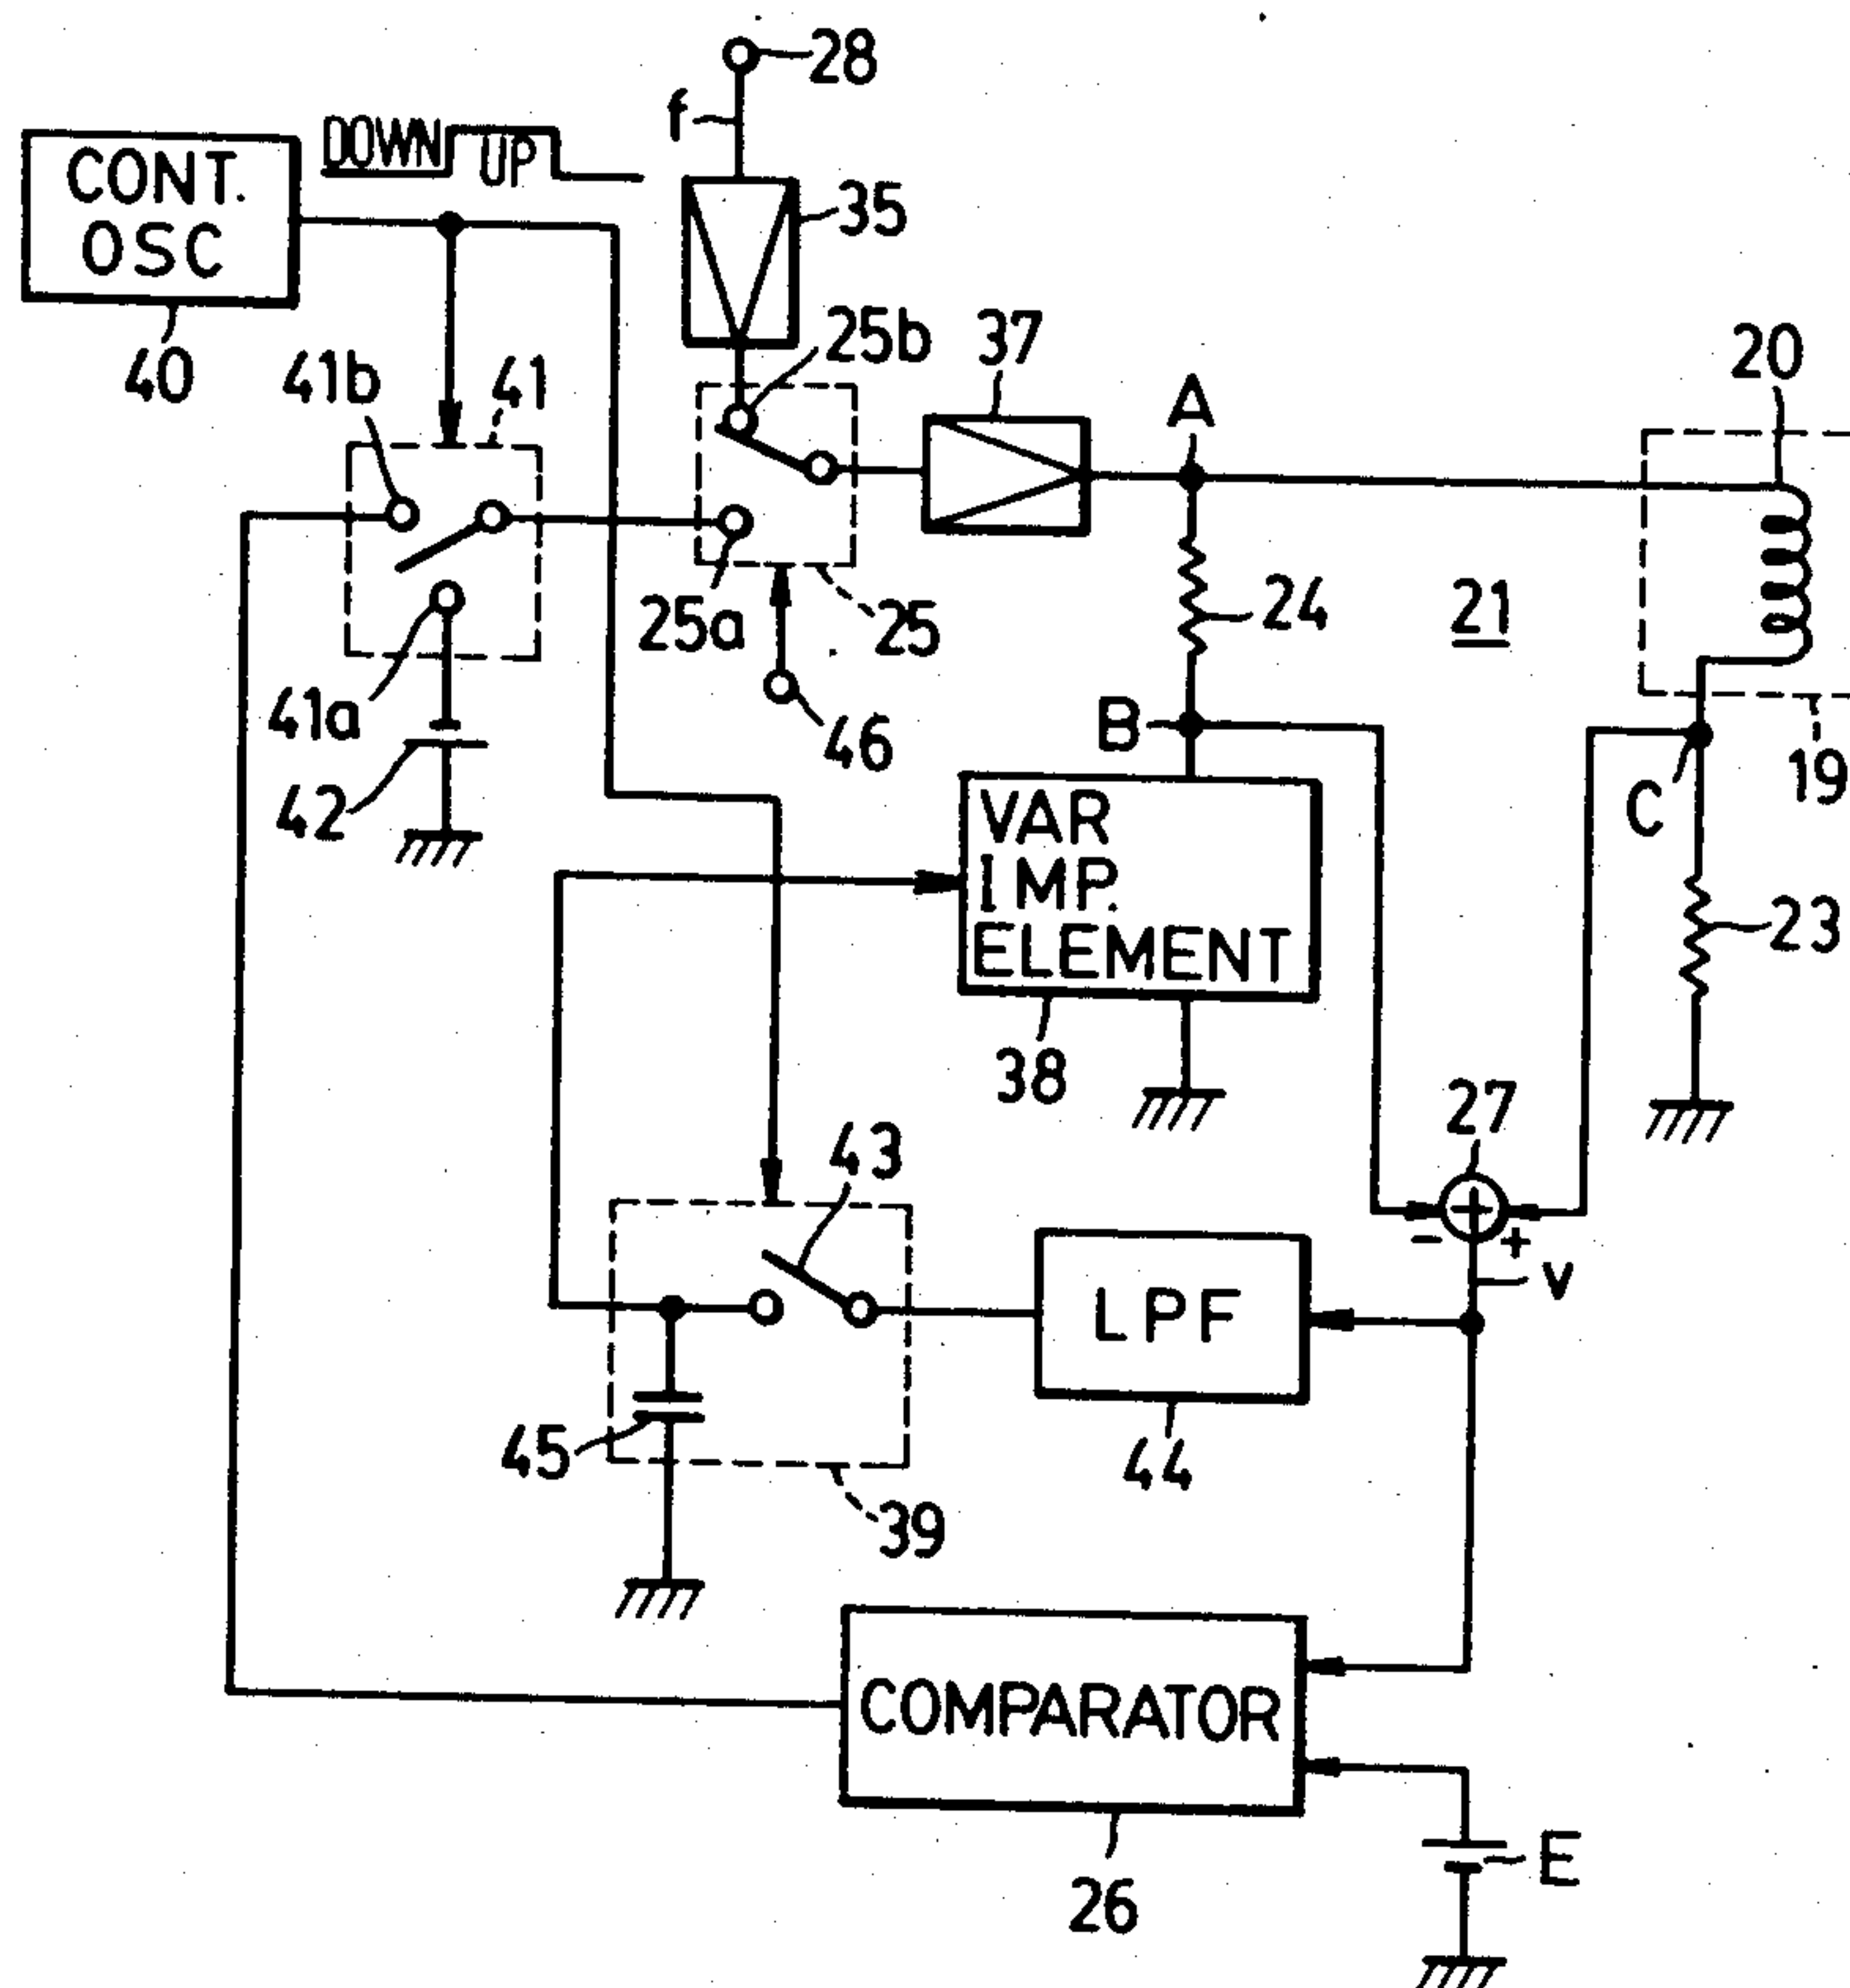 28
f
DOWN UP
CONT.
OSC
35
25b
37
20
40
41b
41
A
24
21
25a
25
41a
46
B
19
42
C
VAR
IMP.
ELEMENT
23
38
27
43
- +
v
LPF
45
44
39
COMPARATOR
E
26